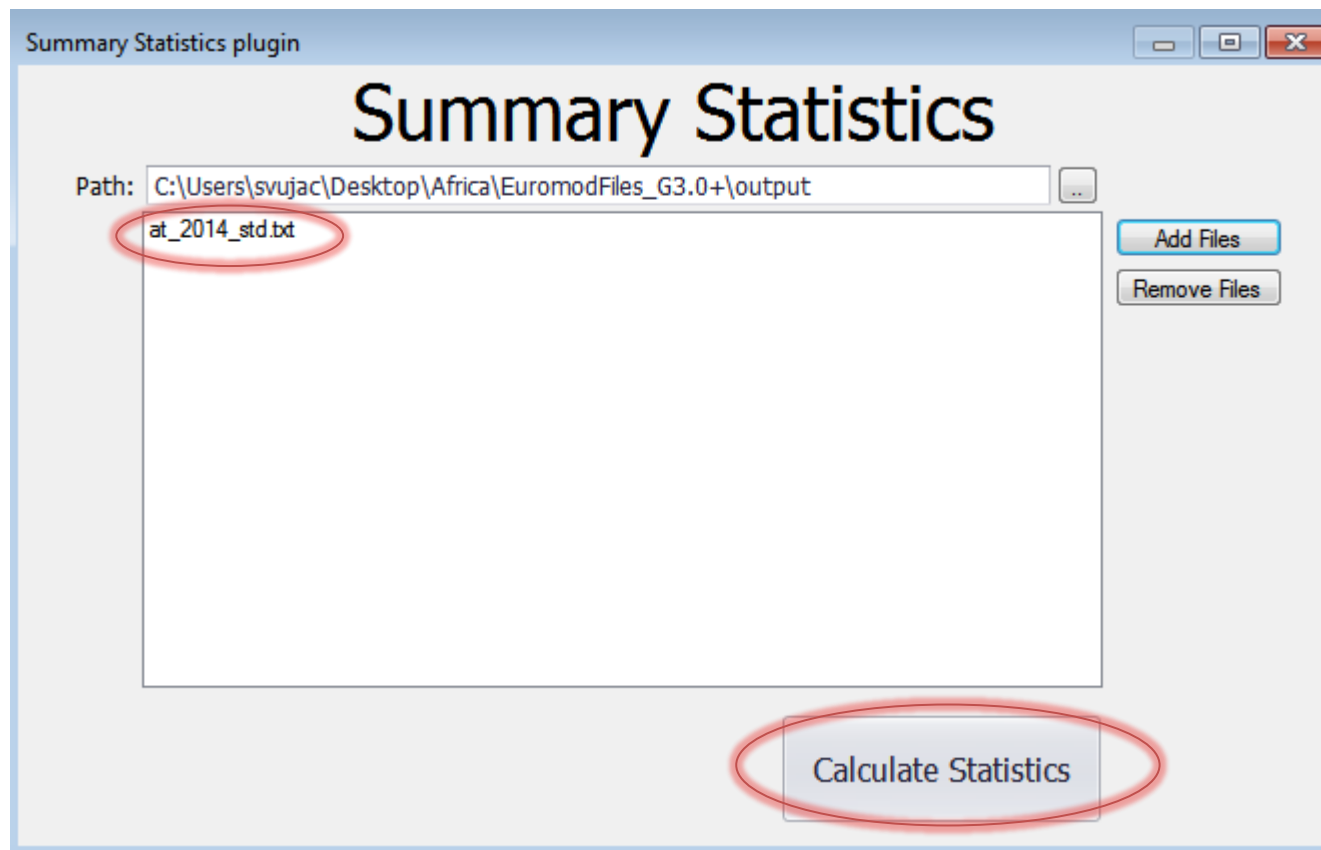 Summary Statistics plugin
Summary Statistics
Path: C:\Users\svujac\Desktop\Africa\EuromodFiles_G3.0+\output ..
at_2014_std.txt
Add Files
Remove Files
Calculate Statistics